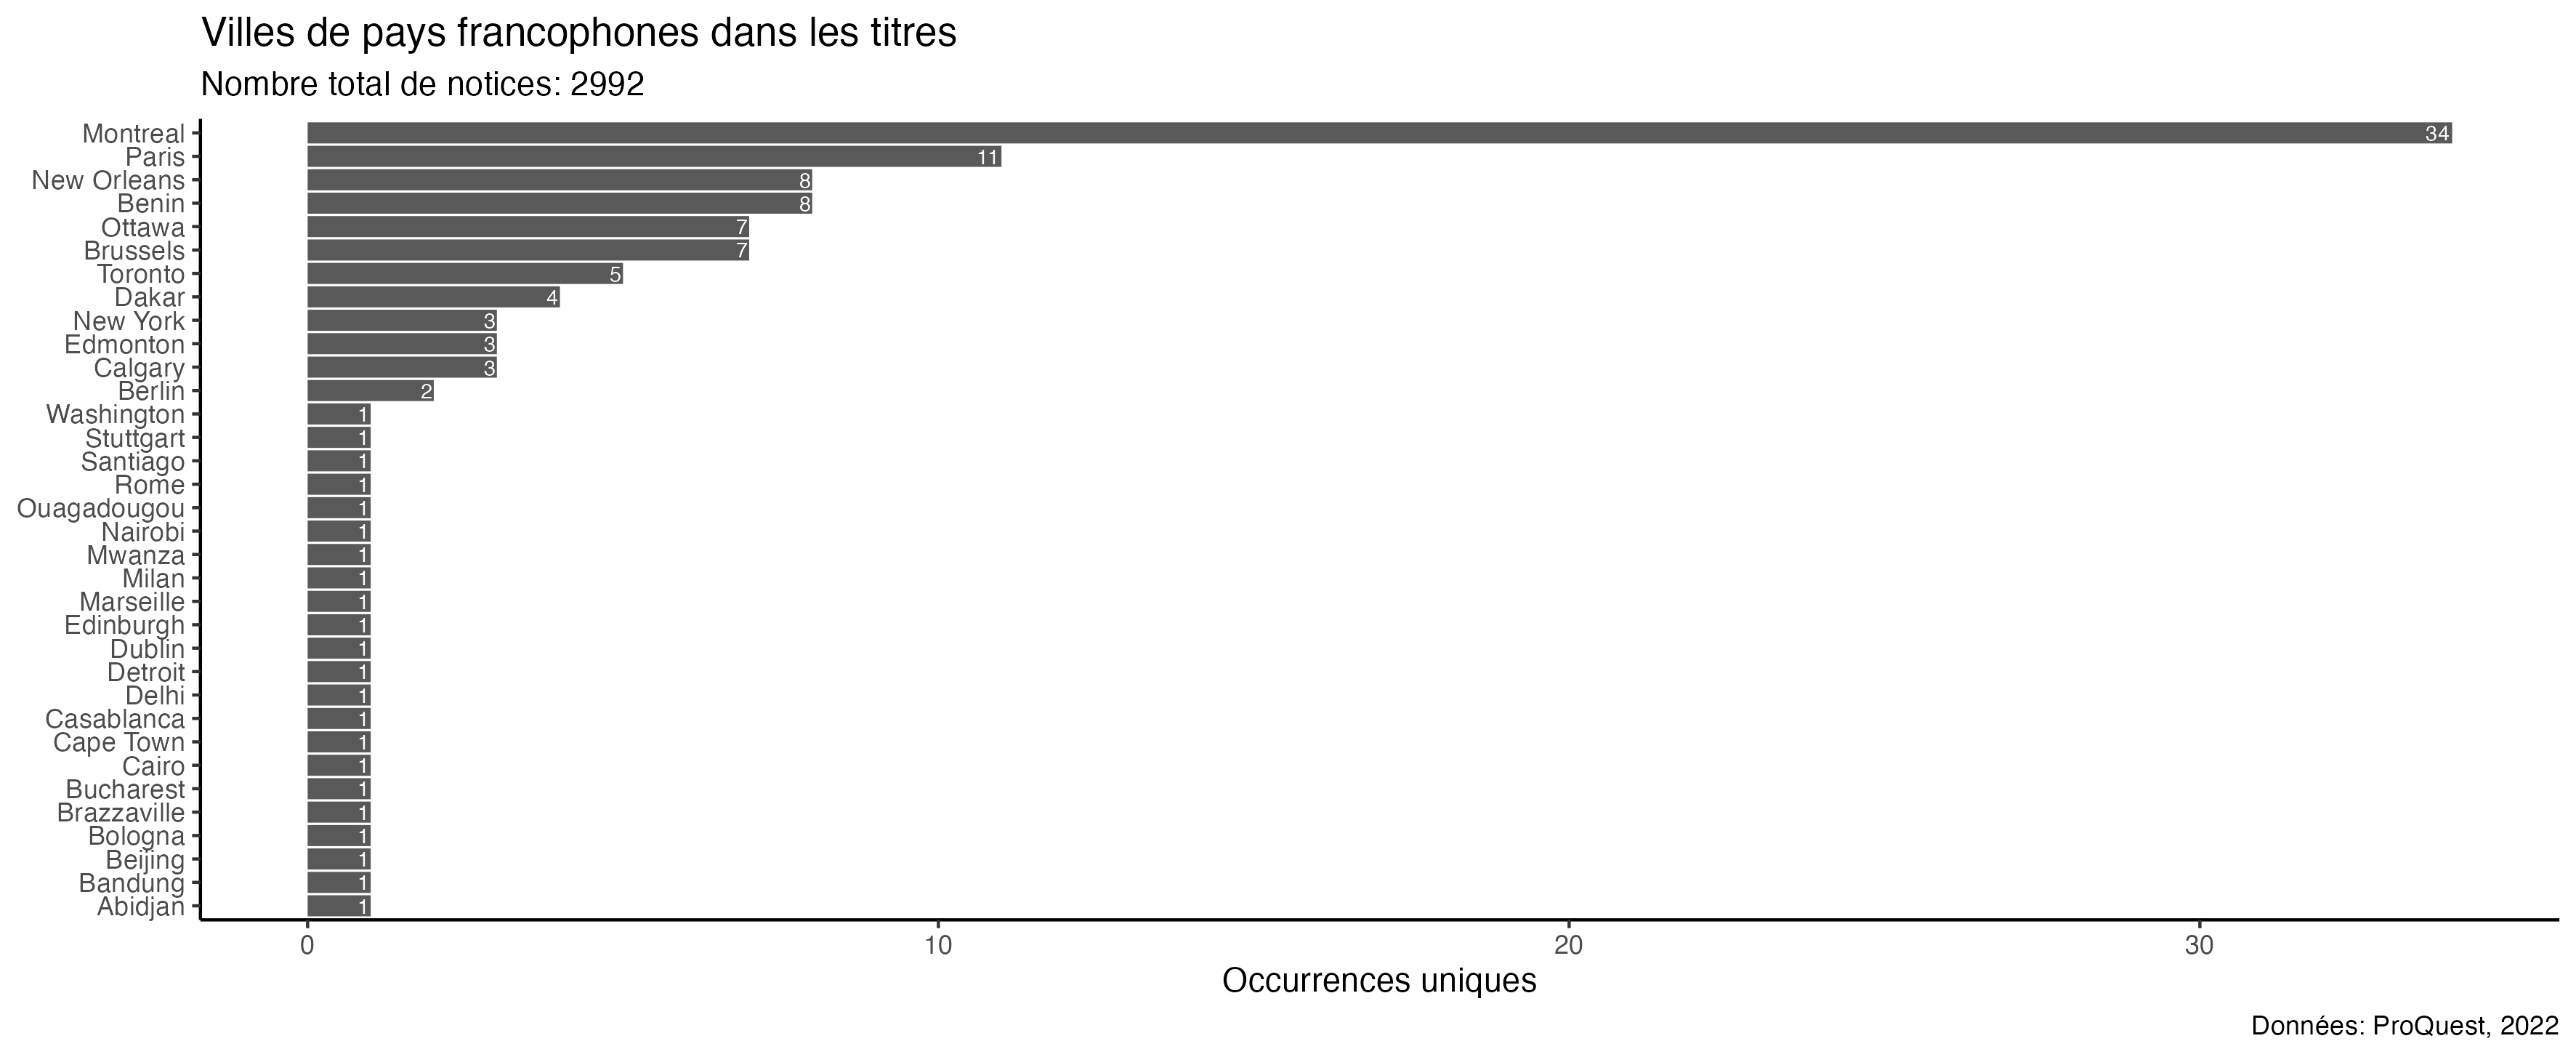 Villes de pays francophones dans les titres
Nombre total de notices: 2992
Montreal 34
Paris 11
New Orleans 8
Benin 8
Ottawa 7
Brussels 7
Toronto 5
Dakar 4
New York 3
Edmonton 3
Calgary 3
Berlin 2
Washington 1
Stuttgart 1
Santiago 1
Rome 1
Ouagadougou 1
Nairobi 1
Mwanza 1
Milan 1
Marseille 1
Edinburgh 1
Dublin 1
Detroit 1
Delhi 1
Casablanca 1
Cape Town 1
Cairo 1
Bucharest 1
Brazzaville 1
Bologna 1
Beijing 1
Bandung 1
Abidjan 1
0 10 20 30
Occurrences uniques
Données: ProQuest, 2022